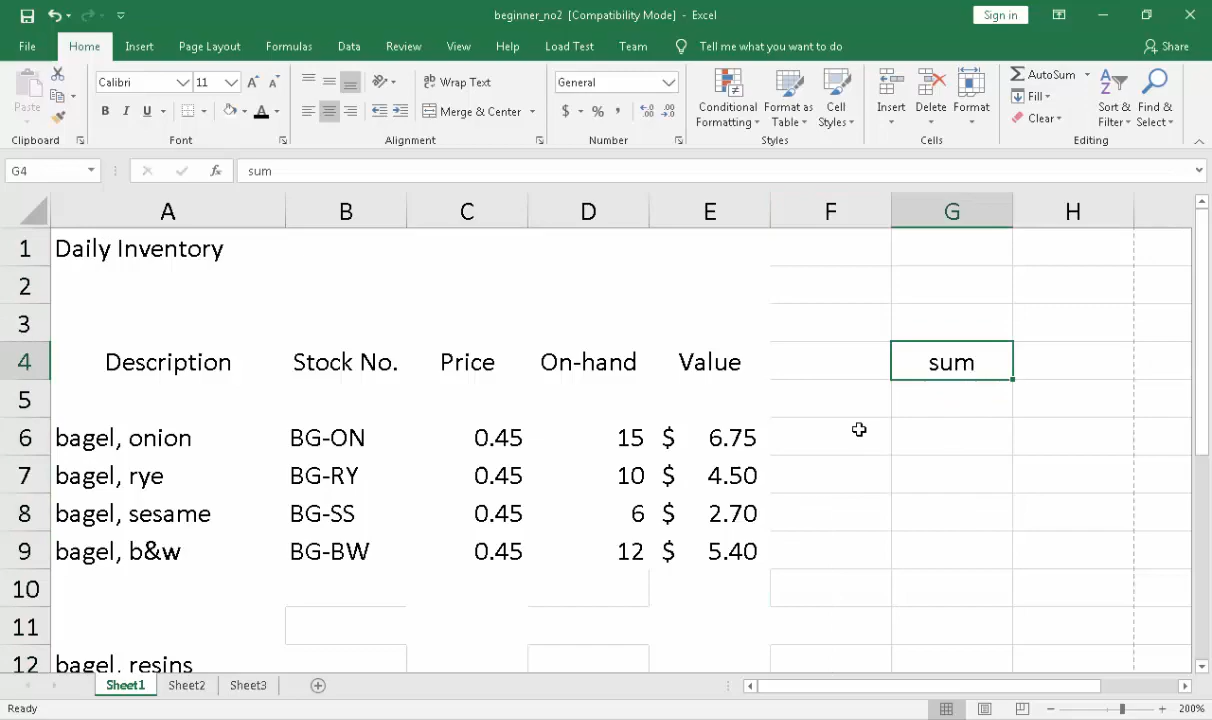 beginner_no2 [Compatibility Mode] - Excel
Sign in
File Home Insert Page Layout Formulas Data Review View Help Load Test Team Tell me what you want to do Share
Paste
Calibri 11
B I U
Wrap Text
Merge & Center
General
$ % ,
Conditional Formatting
Format as Table
Cell Styles
Insert
Delete
Format
AutoSum
Fill
Clear
Sort & Filter
Find & Select
Clipboard Font Alignment Number Styles Cells Editing
G4 fx sum
A B C D E F G H
1 Daily Inventory
2
3
4 Description Stock No. Price On-hand Value sum
5
6 bagel, onion BG-ON 0.45 15 $ 6.75
7 bagel, rye BG-RY 0.45 10 $ 4.50
8 bagel, sesame BG-SS 0.45 6 $ 2.70
9 bagel, b&w BG-BW 0.45 12 $ 5.40
10
11
12 bagel, resins
Sheet1 Sheet2 Sheet3
Ready 200%